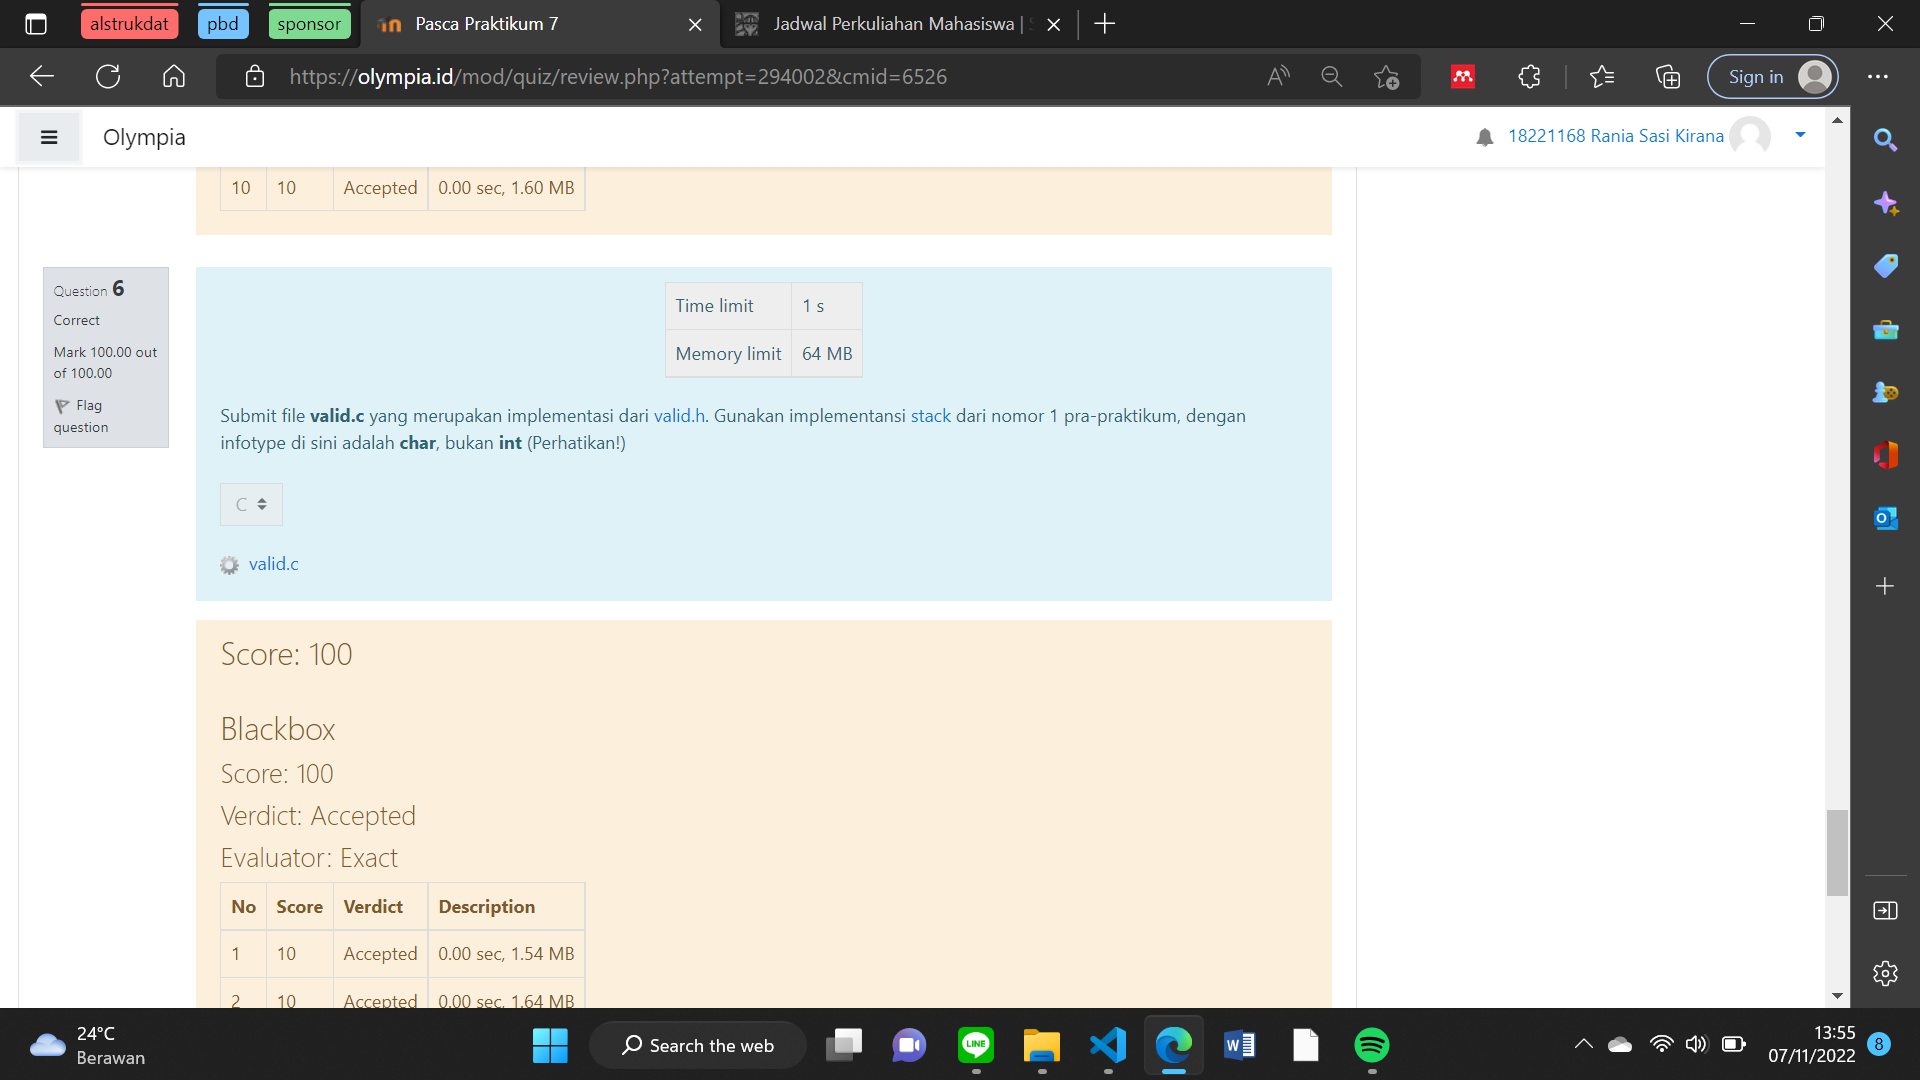 alstrukdat pbd sponsor Pasca Praktikum 7 Jadwal Perkuliahan Mahasiswa |
https://olympia.id/mod/quiz/review.php?attempt=294002&cmid=6526 Sign in
Olympia 18221168 Rania Sasi Kirana
10 10 Accepted 0.00 sec, 1.60 MB
Question 6
Correct
Mark 100.00 out
of 100.00
Flag
question
Time limit 1 s
Memory limit 64 MB
Submit file valid.c yang merupakan implementasi dari valid.h. Gunakan implementansi stack dari nomor 1 pra-praktikum, dengan
infotype di sini adalah char, bukan int (Perhatikan!)
C
valid.c
Score: 100
Blackbox
Score: 100
Verdict: Accepted
Evaluator: Exact
No Score Verdict Description
1 10 Accepted 0.00 sec, 1.54 MB
2 10 Accepted 0.00 sec, 1.64 MB
24°C
Berawan
Search the web
LINE
13:55
07/11/2022
8